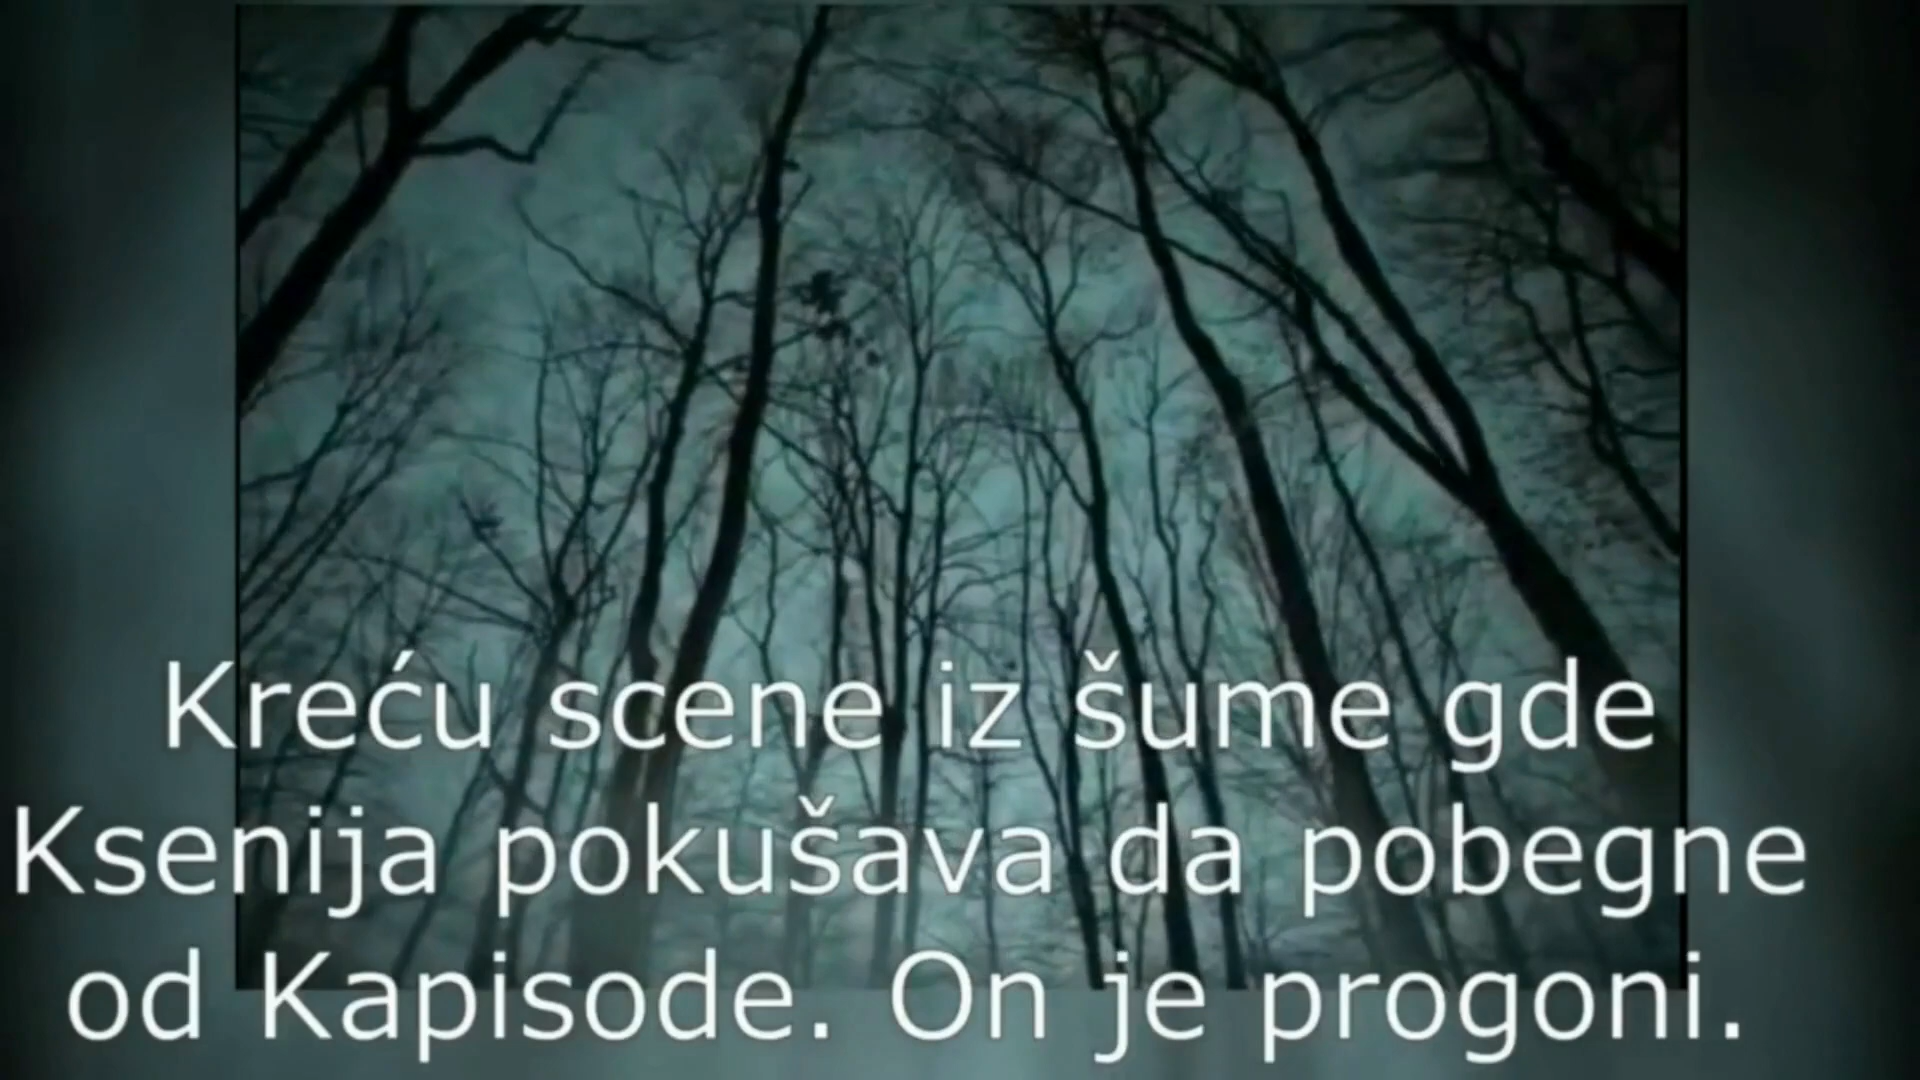 Kreću scene iz šume gde
Ksenija pokušava da pobegne
od Kapisode. On je progoni.